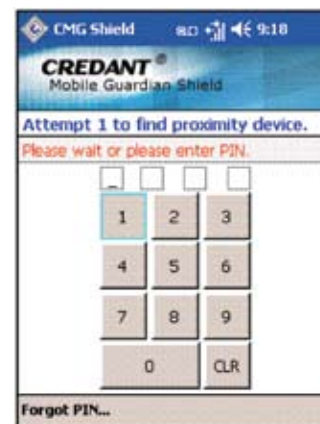 CMG Shield 9:18
CREDANT®
Mobile Guardian Shield
Attempt 1 to find proximity device.
Please wait or please enter PIN.
_
1 2 3
4 5 6
7 8 9
0 CLR
Forgot PIN...